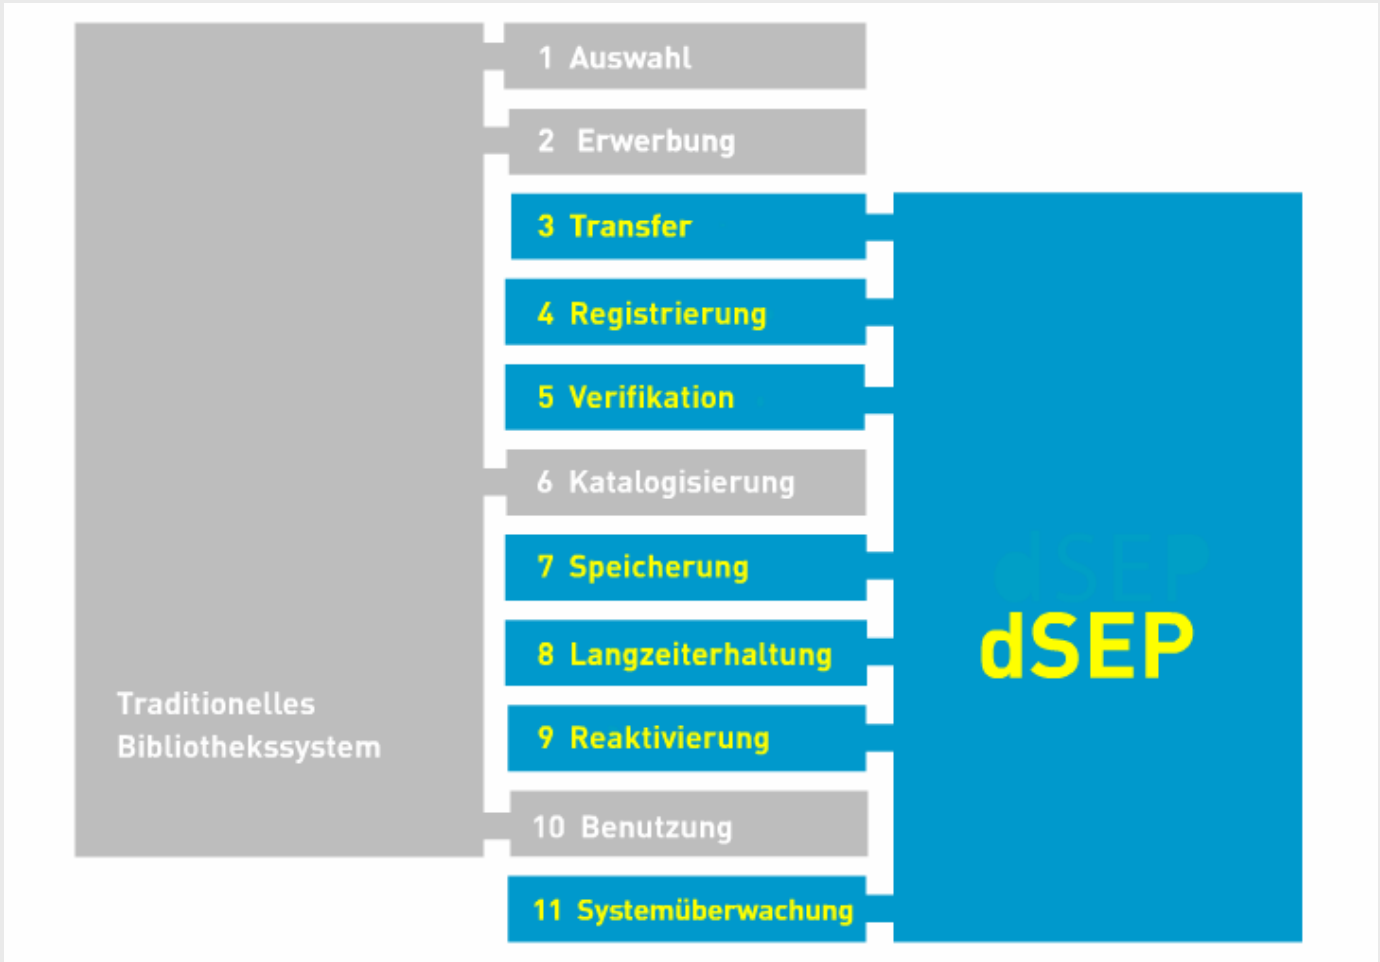 1 Auswahl
2 Erwerbung
3 Transfer
4 Registrierung
5 Verifikation
6 Katalogisierung
7 Speicherung
8 Langzeiterhaltung
9 Reaktivierung
10 Benutzung
11 Systemüberwachung
Traditionelles
Bibliothekssystem
dSEP
dSEP